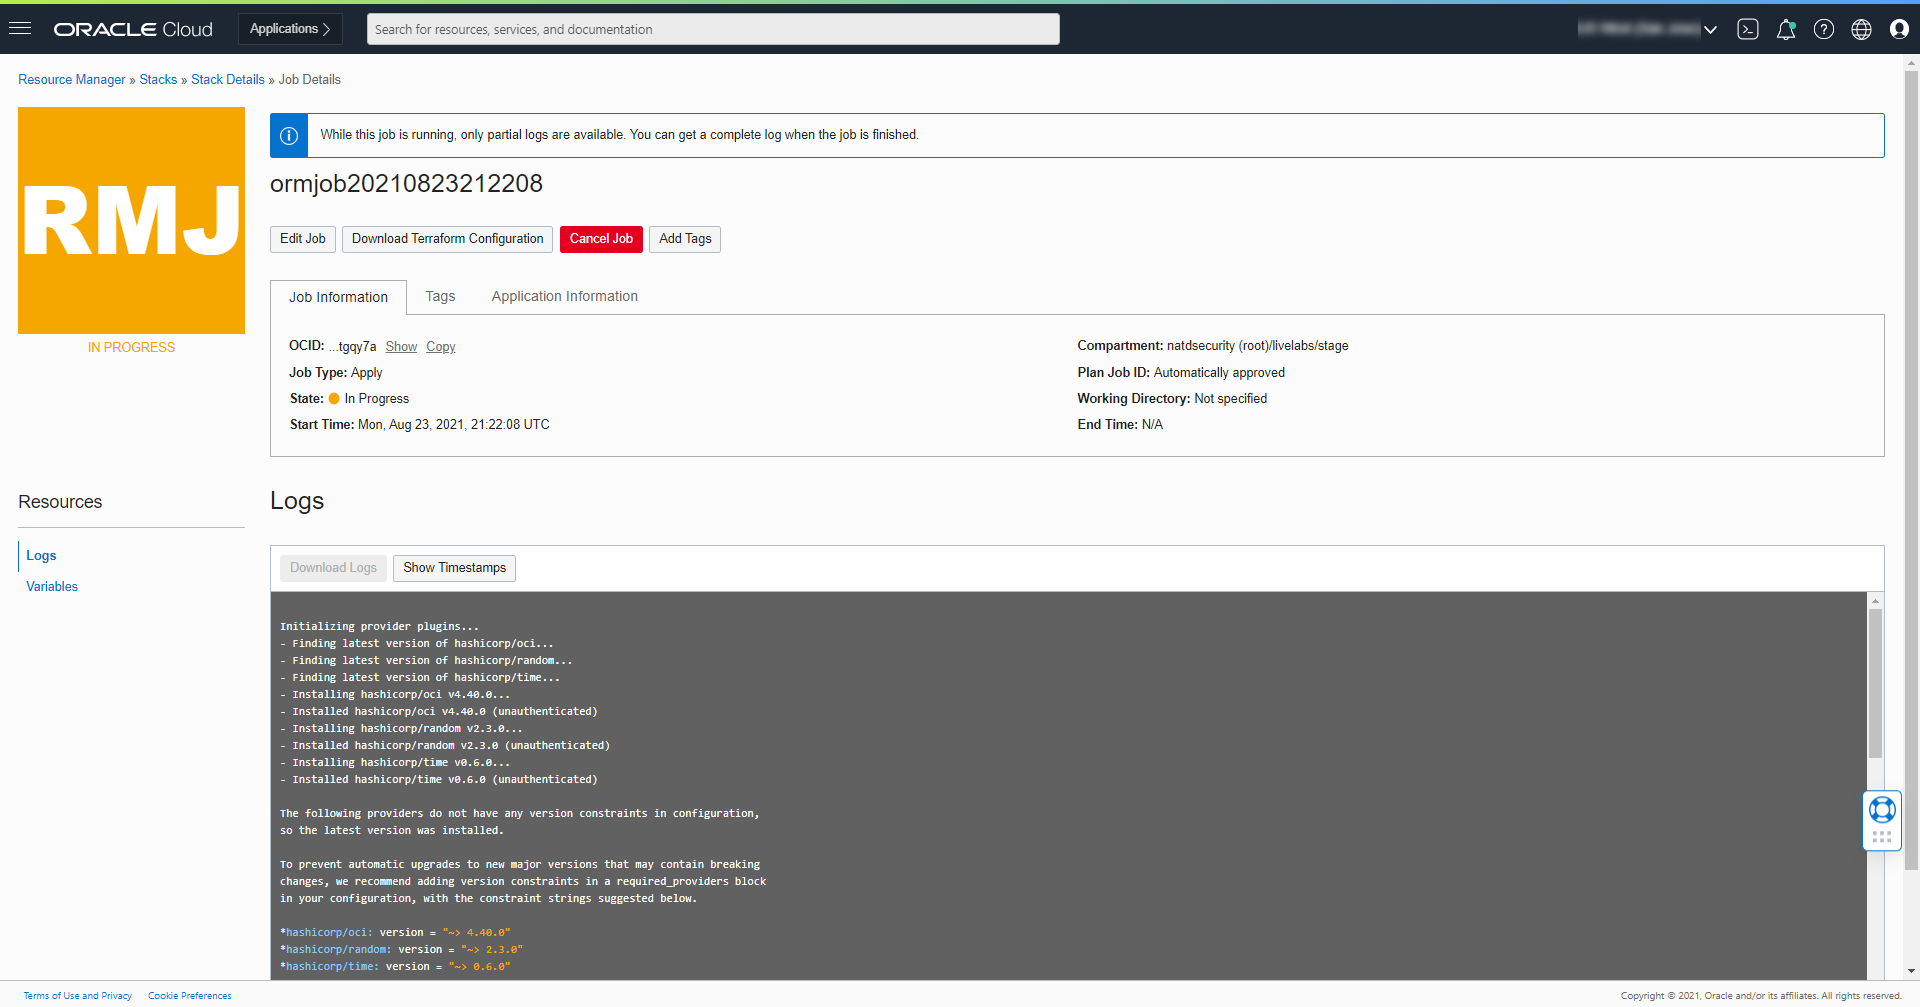 ORACLE Cloud
Applications
Search for resources, services, and documentation
Resource Manager » Stacks » Stack Details » Job Details
RMJ
IN PROGRESS
While this job is running, only partial logs are available. You can get a complete log when the job is finished.
ormjob20210823212208
Edit Job
Download Terraform Configuration
Cancel Job
Add Tags
Job Information
Tags
Application Information
OCID: ...tgqy7a Show Copy
Job Type: Apply
State: In Progress
Start Time: Mon, Aug 23, 2021, 21:22:08 UTC
Compartment: natdsecurity (root)/livelabs/stage
Plan Job ID: Automatically approved
Working Directory: Not specified
End Time: N/A
Resources
Logs
Variables
Logs
Download Logs
Show Timestamps
Initializing provider plugins...
- Finding latest version of hashicorp/oci...
- Finding latest version of hashicorp/random...
- Finding latest version of hashicorp/time...
- Installing hashicorp/oci v4.40.0...
- Installed hashicorp/oci v4.40.0 (unauthenticated)
- Installing hashicorp/random v2.3.0...
- Installed hashicorp/random v2.3.0 (unauthenticated)
- Installing hashicorp/time v0.6.0...
- Installed hashicorp/time v0.6.0 (unauthenticated)
The following providers do not have any version constraints in configuration,
so the latest version was installed.
To prevent automatic upgrades to new major versions that may contain breaking
changes, we recommend adding version constraints in a required_providers block
in your configuration, with the constraint strings suggested below.
*hashicorp/oci: version = "~> 4.40.0"
*hashicorp/random: version = "~> 2.3.0"
*hashicorp/time: version = "~> 0.6.0"
Terms of Use and Privacy
Cookie Preferences
Copyright © 2021, Oracle and/or its affiliates. All rights reserved.